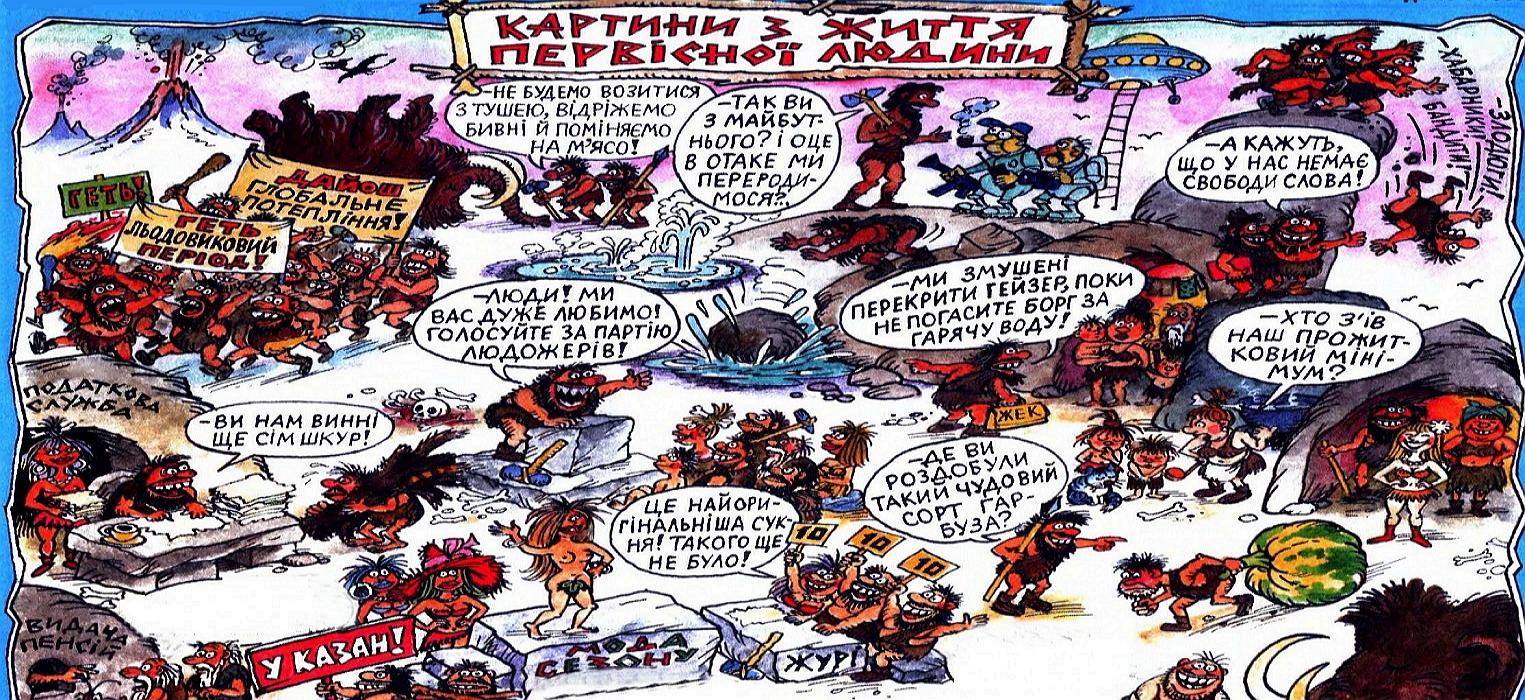 КАРТИНИ З ЖИТТЯ
ПЕРВІСНОЇ ЛЮДИНИ
–НЕ БУДЕМО ВОЗИТИСЯ
З ТУШЕЮ, ВІДРІЖЕМО
БИВНІ Й ПОМІНЯЄМО
НА М'ЯСО!
–ТАК ВИ
З МАЙБУТ-
НЬОГО? І ОЦЕ
В ОТАКЕ МИ
ПЕРЕРОДИ-
МОСЯ?
–ХАБАРНИКИ!
БАНДИТИ!
–ЗЛОДЮГИ!
–А КАЖУТЬ,
ЩО У НАС НЕМАЄ
СВОБОДИ СЛОВА!
ГЕТЬ!
ДАЙОШ
ГЛОБАЛЬНЕ
ПОТЕПЛІННЯ!
ГЕТЬ
ЛЬОДОВИКОВИЙ
ПЕРІОД!
–ЛЮДИ! МИ
ВАС ДУЖЕ ЛЮБИМО!
ГОЛОСУЙТЕ ЗА ПАРТІЮ
ЛЮДОЖЕРІВ!
–МИ ЗМУШЕНІ
ПЕРЕКРИТИ ГЕЙЗЕР, ПОКИ
НЕ ПОГАСИТЕ БОРГ ЗА
ГАРЯЧУ ВОДУ!
ЖЕК
–ХТО З'ЇВ
НАШ ПРОЖИТ-
КОВИЙ МІНІ-
МУМ?
ПОДАТКОВА
СЛУЖБА
–ВИ НАМ ВИННІ
ЩЕ СІМ ШКУР!
–ДЕ ВИ
РОЗДОБУЛИ
ТАКИЙ ЧУДОВИЙ
СОРТ ГАР-
БУЗА?
ЦЕ НАЙОРИ-
ГІНАЛЬНІША СУК-
НЯ! ТАКОГО ЩЕ
НЕ БУЛО!
10
10
10
ВИДАЧА
ПЕНСІЙ
У КАЗАН!
МОДА
СЕЗОНУ
ЖУРІ